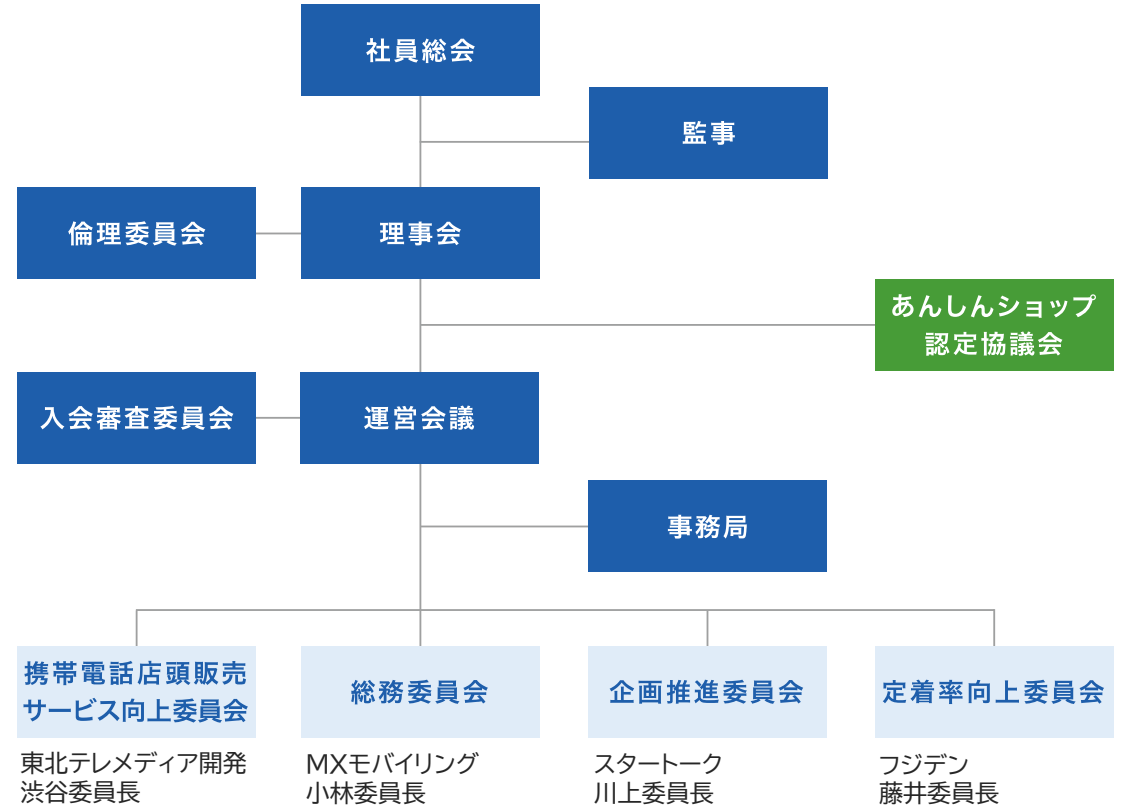 社員総会
監事
倫理委員会
理事会
あんしんショップ
認定協議会
入会審査委員会
運営会議
事務局
携帯電話店頭販売
サービス向上委員会
東北テレメディア開発
渋谷委員長
総務委員会
MXモバイリング
小林委員長
企画推進委員会
スタートーク
川上委員長
定着率向上委員会
フジデン
藤井委員長